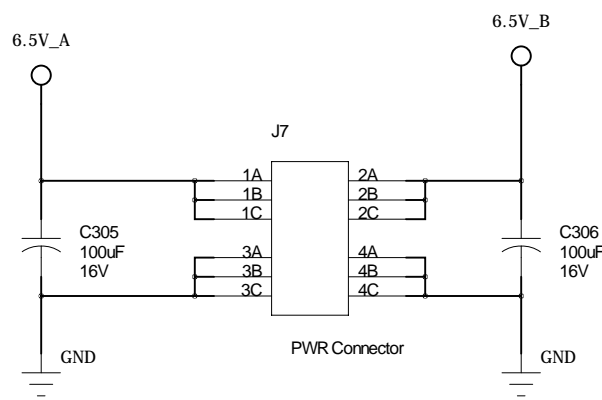 6.5V_A
6.5V_B
J7
1A 2A
1B 2B
1C 2C
C305
100uF
16V
C306
100uF
16V
3A 4A
3B 4B
3C 4C
PWR Connector
GND
GND